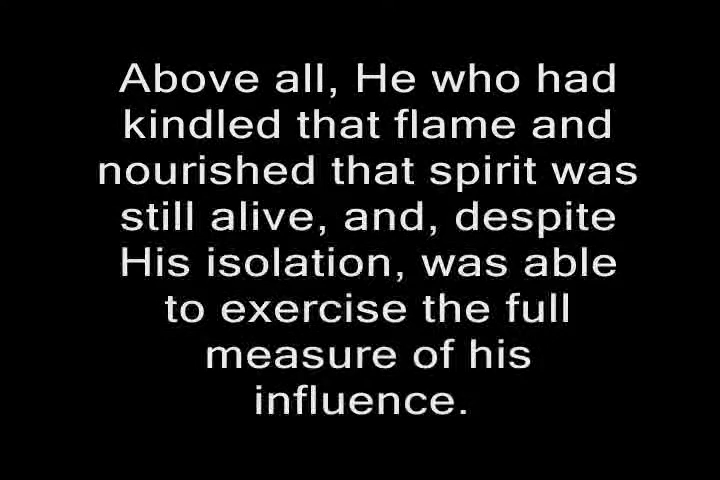 Above all, He who had
kindled that flame and
nourished that spirit was
still alive, and, despite
His isolation, was able
to exercise the full
measure of his
influence.